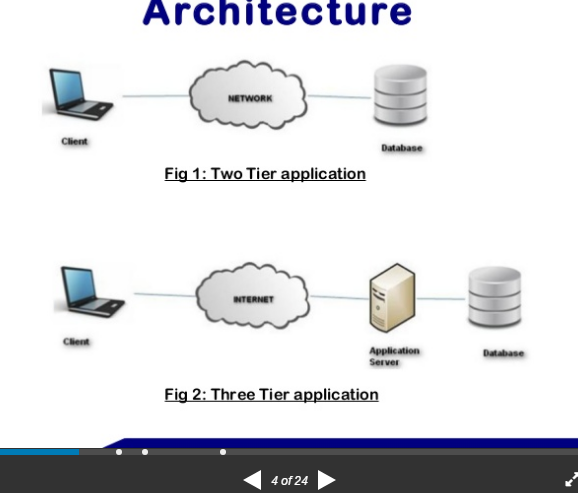 Architecture
NETWORK
Client
Database
Fig 1: Two Tier application
INTERNET
Client
Application
Server
Database
Fig 2: Three Tier application
4 of 24